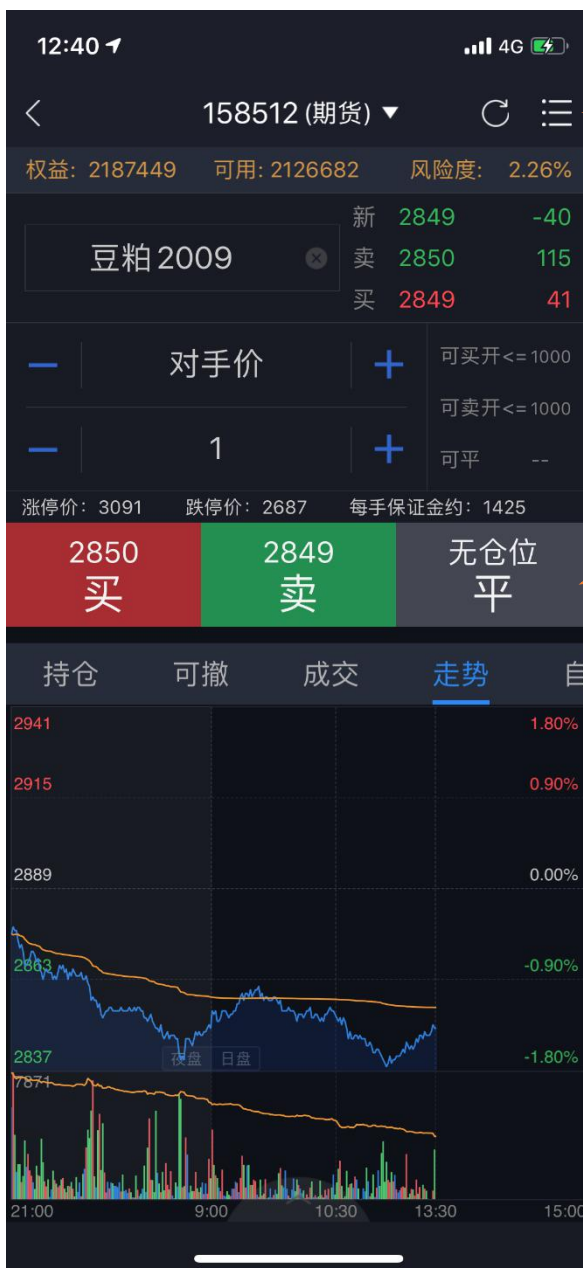 12:40 4G
158512 (期货) ▼
权益: 2187449 可用: 2126682 风险度: 2.26%
豆粕 2009
新 2849 -40
卖 2850 115
买 2849 41
对手价
可买开<=1000
可卖开<=1000
1
可平 --
涨停价: 3091 跌停价: 2687 每手保证金约: 1425
2850 2849 无仓位
买 卖 平
持仓 可撤 成交 走势 自
2941 1.80%
2915 0.90%
2889 0.00%
2863 -0.90%
2837 夜盘 日盘 -1.80%
7871
21:00 9:00 10:30 13:30 15:00